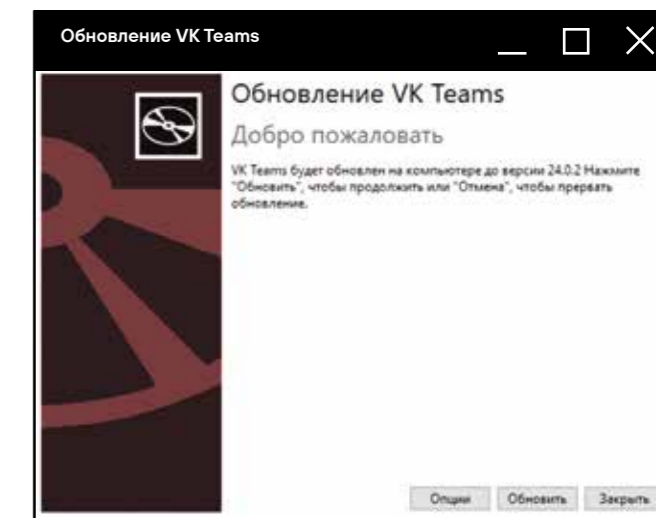 Обновление VK Teams
Обновление VK Teams
Добро пожаловать
VK Teams будет обновлен на компьютере до версии 24.0.2 Нажмите
"Обновить", чтобы продолжить или "Отмена", чтобы прервать
обновление.
Опции Обновить Закрыть